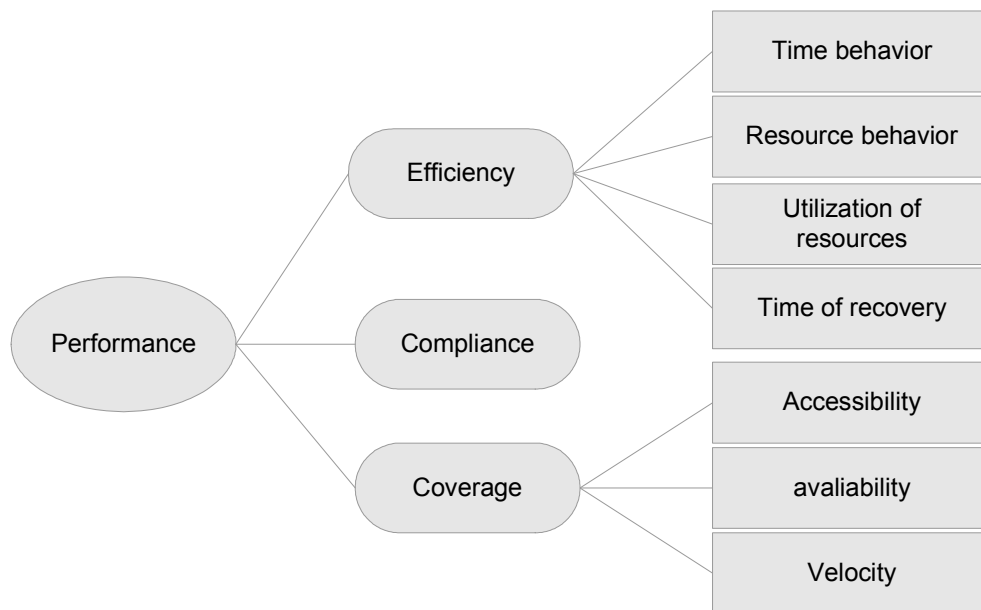 Time behavior
Resource behavior
Efficiency
Utilization of
resources
Time of recovery
Performance
Compliance
Accessibility
Coverage
avaliability
Velocity